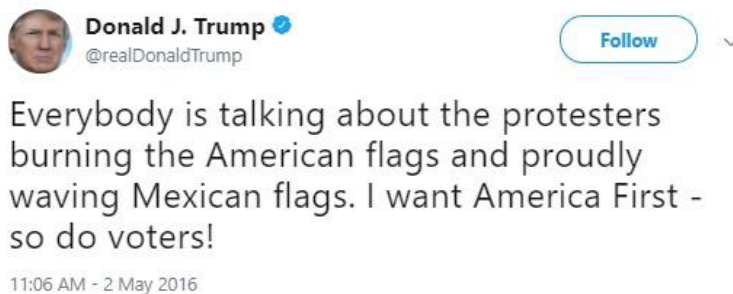 Donald J. Trump
@realDonaldTrump
Follow
Everybody is talking about the protesters
burning the American flags and proudly
waving Mexican flags. I want America First -
so do voters!
11:06 AM - 2 May 2016